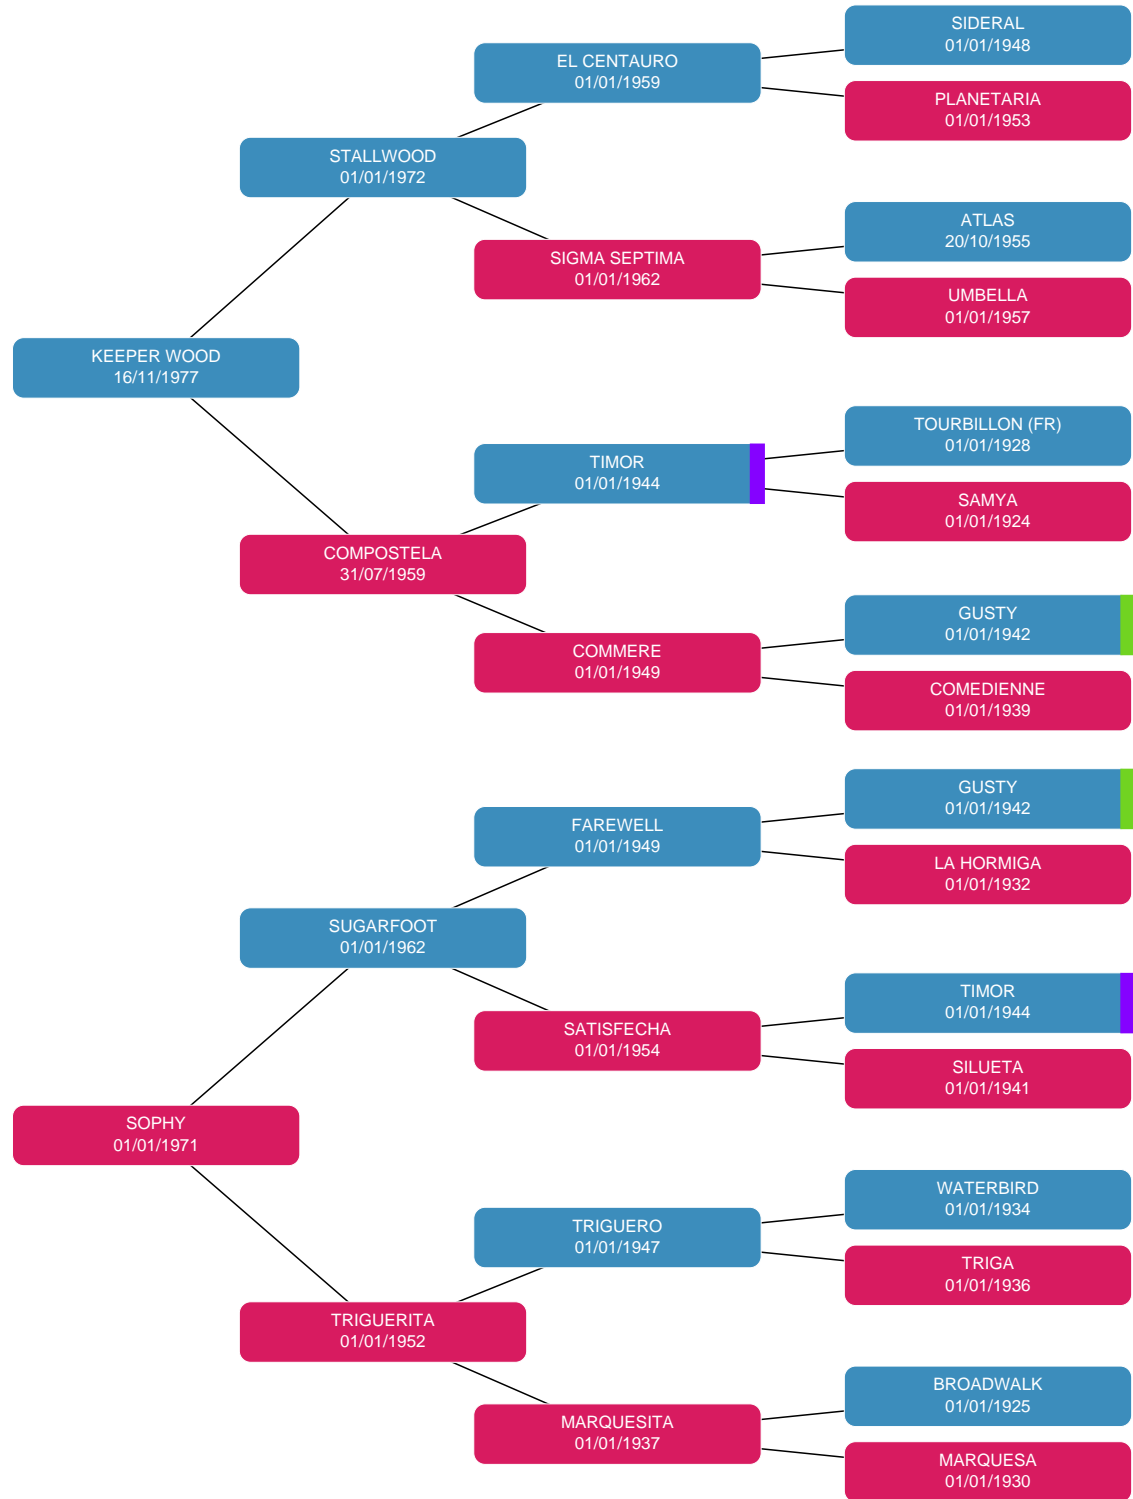 SIDERAL
01/01/1948
EL CENTAURO
01/01/1959
PLANETARIA
01/01/1953
STALLWOOD
01/01/1972
ATLAS
20/10/1955
SIGMA SEPTIMA
01/01/1962
UMBELLA
01/01/1957
KEEPER WOOD
16/11/1977
TOURBILLON (FR)
01/01/1928
TIMOR
01/01/1944
SAMYA
01/01/1924
COMPOSTELA
31/07/1959
GUSTY
01/01/1942
COMMERE
01/01/1949
COMEDIENNE
01/01/1939
GUSTY
01/01/1942
FAREWELL
01/01/1949
LA HORMIGA
01/01/1932
SUGARFOOT
01/01/1962
TIMOR
01/01/1944
SATISFECHA
01/01/1954
SILUETA
01/01/1941
SOPHY
01/01/1971
WATERBIRD
01/01/1934
TRIGUERO
01/01/1947
TRIGA
01/01/1936
TRIGUERITA
01/01/1952
BROADWALK
01/01/1925
MARQUESITA
01/01/1937
MARQUESA
01/01/1930